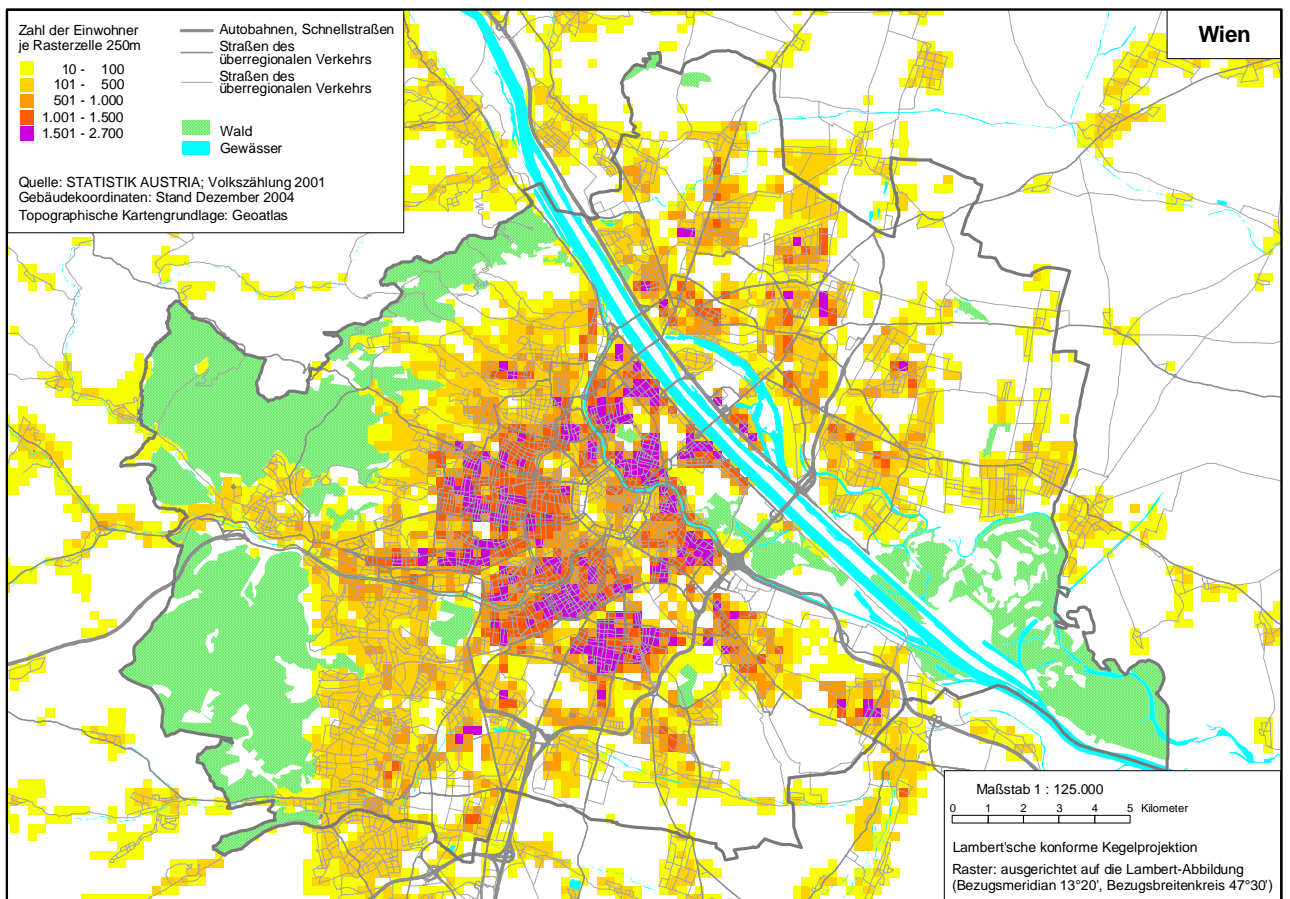 Zahl der Einwohner
je Rasterzelle 250m
10 - 100
101 - 500
501 - 1.000
1.001 - 1.500
1.501 - 2.700
Autobahnen, Schnellstraßen
Straßen des
überregionalen Verkehrs
Straßen des
überregionalen Verkehrs
Wald
Gewässer
Quelle: STATISTIK AUSTRIA; Volkszählung 2001
Gebäudekoordinaten: Stand Dezember 2004
Topographische Kartengrundlage: Geoatlas
Wien
Maßstab 1 : 125.000
0 1 2 3 4 5 Kilometer
Lambert'sche konforme Kegelprojektion
Raster: ausgerichtet auf die Lambert-Abbildung
(Bezugsmeridian 13°20', Bezugsbreitenkreis 47°30')